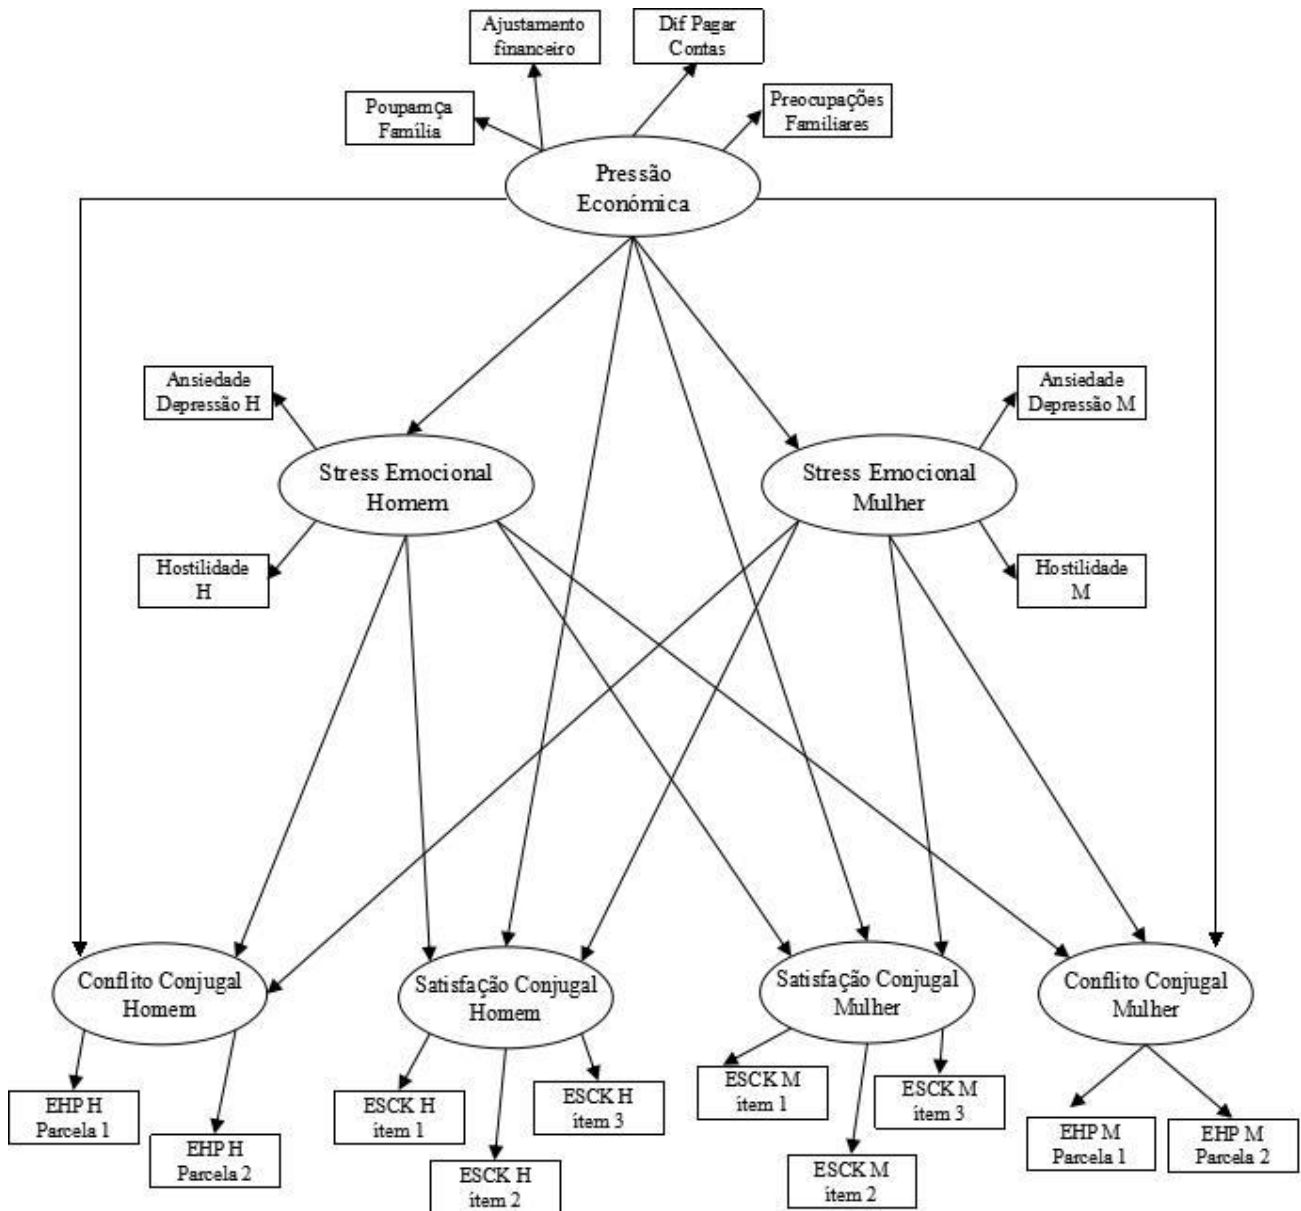 Ajustamento
financeiro
Dif Pagar
Contas
Poupamça
Família
Preocupações
Familiares
Pressão
Económica
Ansiedade
Depressão H
Ansiedade
Depressão M
Stress Emocional
Homem
Stress Emocional
Mulher
Hostilidade
H
Hostilidade
M
Conflito Conjugal
Homem
Satisfação Conjugal
Homem
Satisfação Conjugal
Mulher
Conflito Conjugal
Mulher
EHP H
Parcela 1
EHP H
Parcela 2
ESCK H
ítem 1
ESCK H
ítem 2
ESCK H
ítem 3
ESCK M
ítem 1
ESCK M
ítem 2
ESCK M
ítem 3
EHP M
Parcela 1
EHP M
Parcela 2